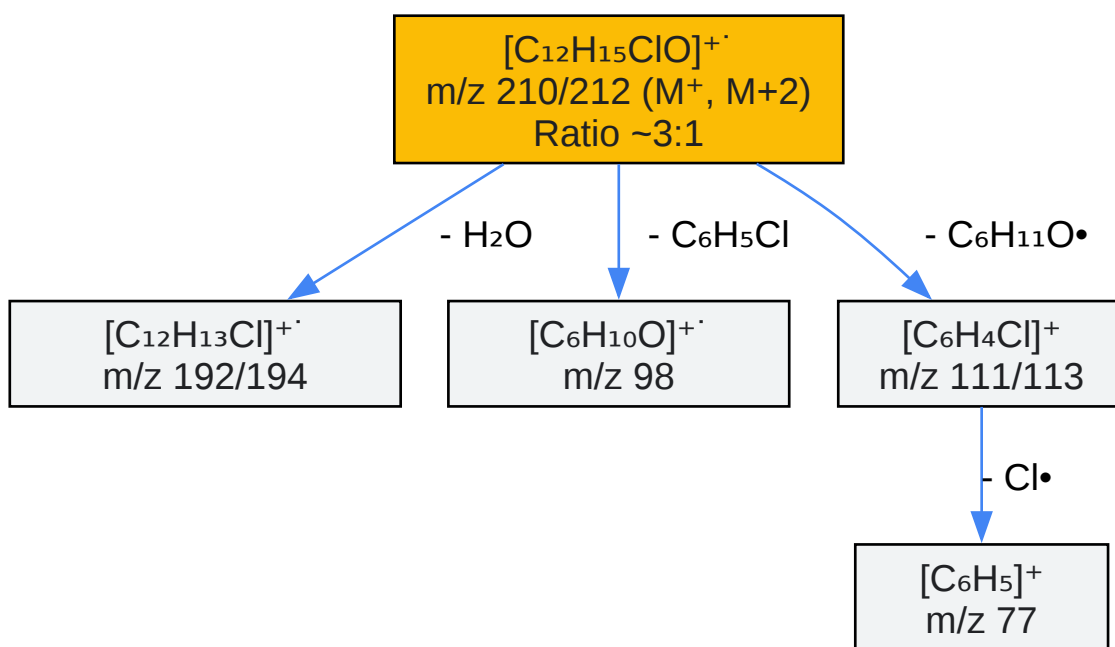 [C₁₂H₁₅ClO]⁺˙
m/z 210/212 (M⁺, M+2)
Ratio ~3:1
- H₂O
- C₆H₅Cl
- C₆H₁₁O•
[C₁₂H₁₃Cl]⁺˙
m/z 192/194
[C₆H₁₀O]⁺˙
m/z 98
[C₆H₄Cl]⁺
m/z 111/113
- Cl•
[C₆H₅]⁺
m/z 77